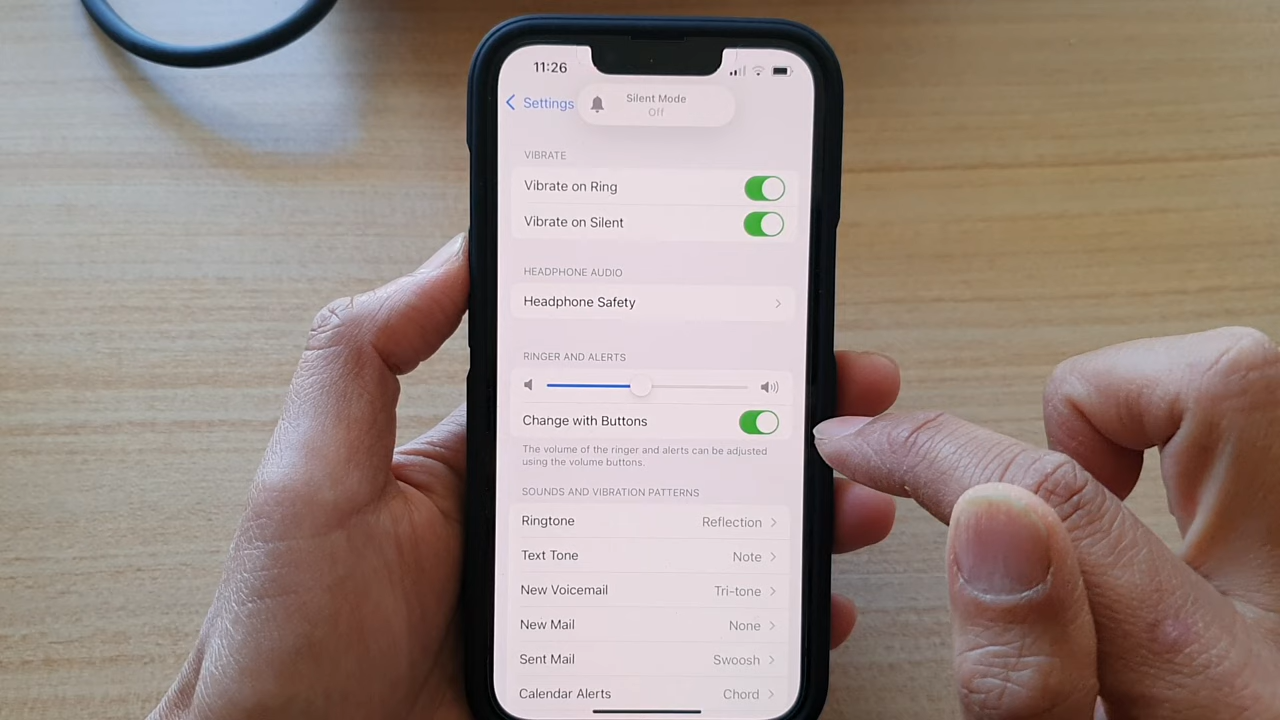 11:26
Settings
Silent Mode
Off
VIBRATE
Vibrate on Ring
Vibrate on Silent
HEADPHONE AUDIO
Headphone Safety
RINGER AND ALERTS
Change with Buttons
The volume of the ringer and alerts can be adjusted
using the volume buttons.
SOUNDS AND VIBRATION PATTERNS
Ringtone Reflection
Text Tone Note
New Voicemail Tri-tone
New Mail None
Sent Mail Swoosh
Calendar Alerts Chord